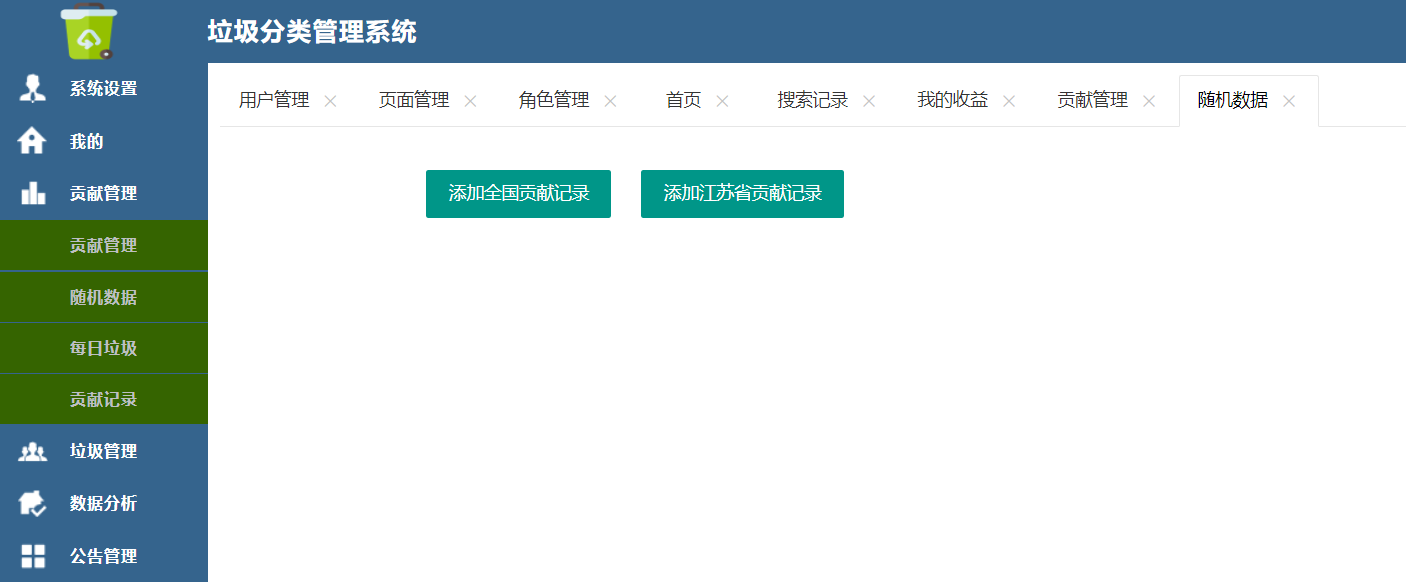 垃圾分类管理系统
系统设置
我的
贡献管理
贡献管理
随机数据
每日垃圾
贡献记录
垃圾管理
数据分析
公告管理
用户管理 × 页面管理 × 角色管理 × 首页 × 搜索记录 × 我的收益 × 贡献管理 × 随机数据 ×
添加全国贡献记录 添加江苏省贡献记录